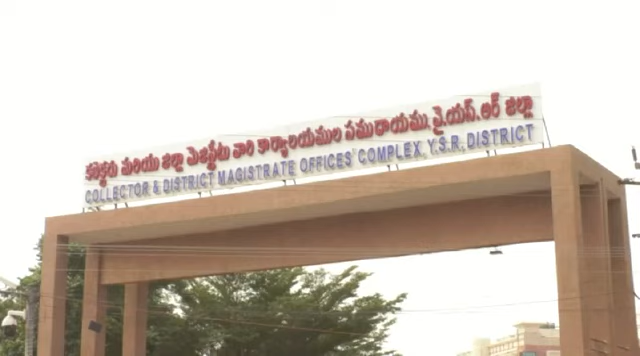 కలెక్టరు మరియు జిల్లా మెజిస్ట్రేటు వారి కార్యాలయముల సముదాయము, వై.యస్.ఆర్ జిల్లా
COLLECTOR & DISTRICT MAGISTRATE OFFICES COMPLEX Y.S.R. DISTRICT